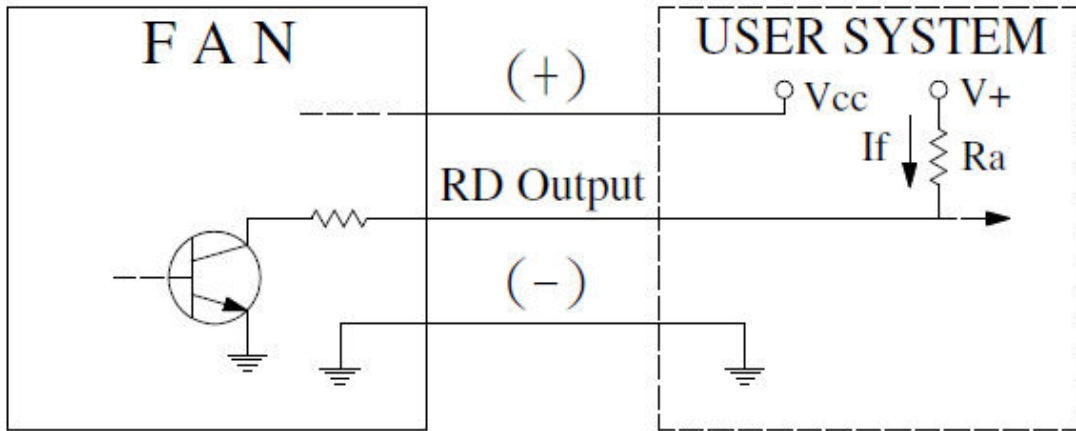 F A N
USER SYSTEM
(+)
Vcc
V+
If
Ra
RD Output
(-)